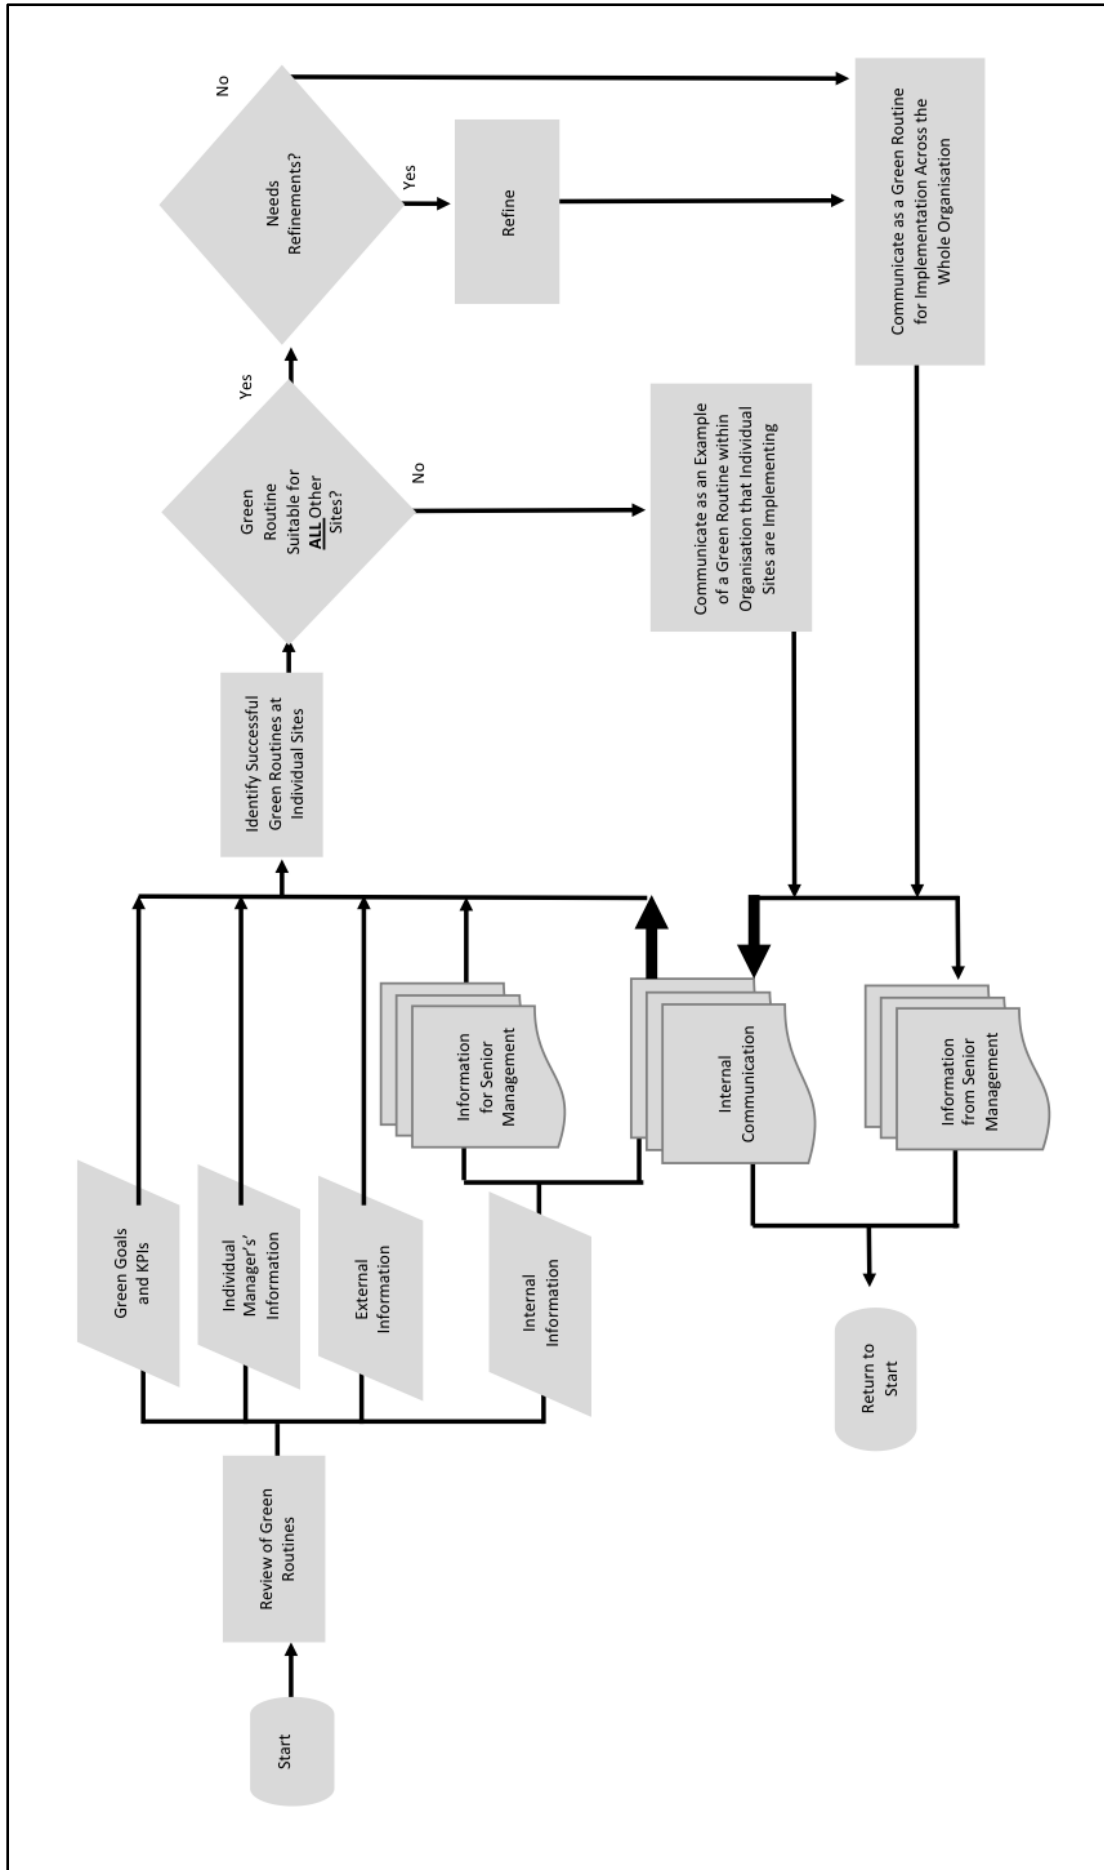 Start
Review of Green
Routines
Green Goals
and KPIs
Individual
Manager's'
Information
External
Information
Internal
Information
Information
for Senior
Management
Internal
Communication
Information
from Senior
Management
Return to
Start
Identify Successful
Green Routines at
Individual Sites
Green
Routine
Suitable for
ALL Other
Sites?
Yes
No
Needs
Refinements?
No
Yes
Refine
Communicate as an Example
of a Green Routine within
Organisation that Individual
Sites are Implementing
Communicate as a Green Routine
for Implementation Across the
Whole Organisation